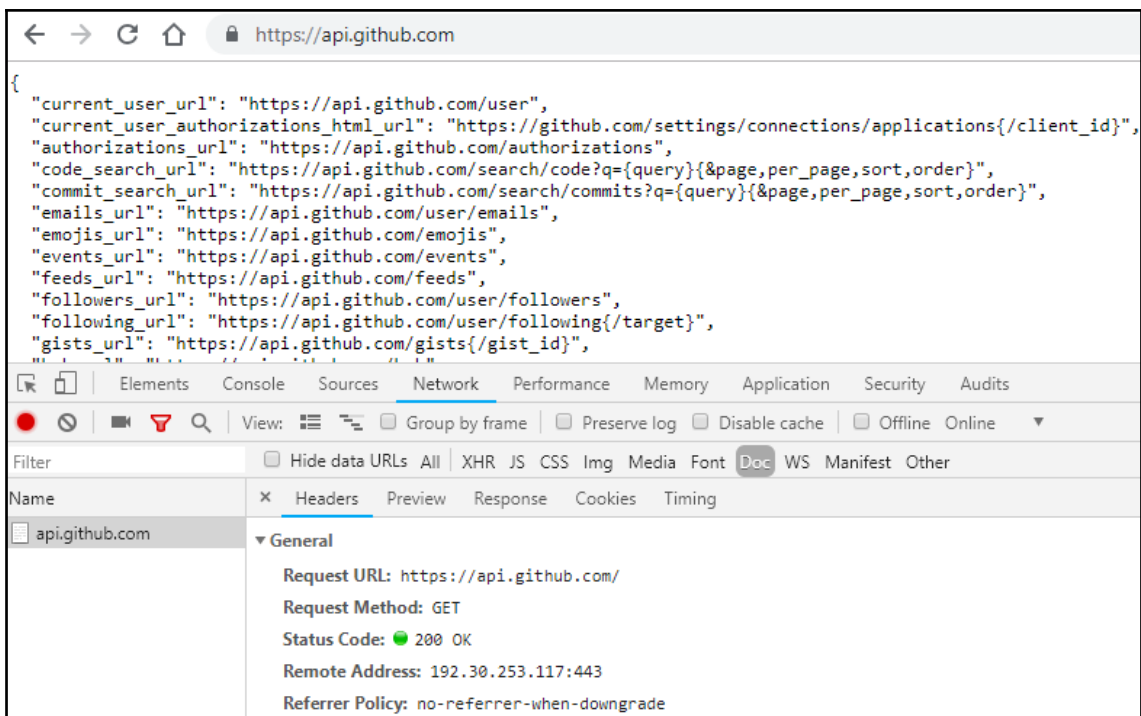 https://api.github.com
{
"current_user_url": "https://api.github.com/user",
"current_user_authorizations_html_url": "https://github.com/settings/connections/applications{/client_id}",
"authorizations_url": "https://api.github.com/authorizations",
"code_search_url": "https://api.github.com/search/code?q={query}{&page,per_page,sort,order}",
"commit_search_url": "https://api.github.com/search/commits?q={query}{&page,per_page,sort,order}",
"emails_url": "https://api.github.com/user/emails",
"emojis_url": "https://api.github.com/emojis",
"events_url": "https://api.github.com/events",
"feeds_url": "https://api.github.com/feeds",
"followers_url": "https://api.github.com/user/followers",
"following_url": "https://api.github.com/user/following{/target}",
"gists_url": "https://api.github.com/gists{/gist_id}",
Elements Console Sources Network Performance Memory Application Security Audits
View: Group by frame Preserve log Disable cache Offline Online
Filter Hide data URLs All XHR JS CSS Img Media Font Doc WS Manifest Other
Name × Headers Preview Response Cookies Timing
api.github.com
▼ General
Request URL: https://api.github.com/
Request Method: GET
Status Code: 200 OK
Remote Address: 192.30.253.117:443
Referrer Policy: no-referrer-when-downgrade